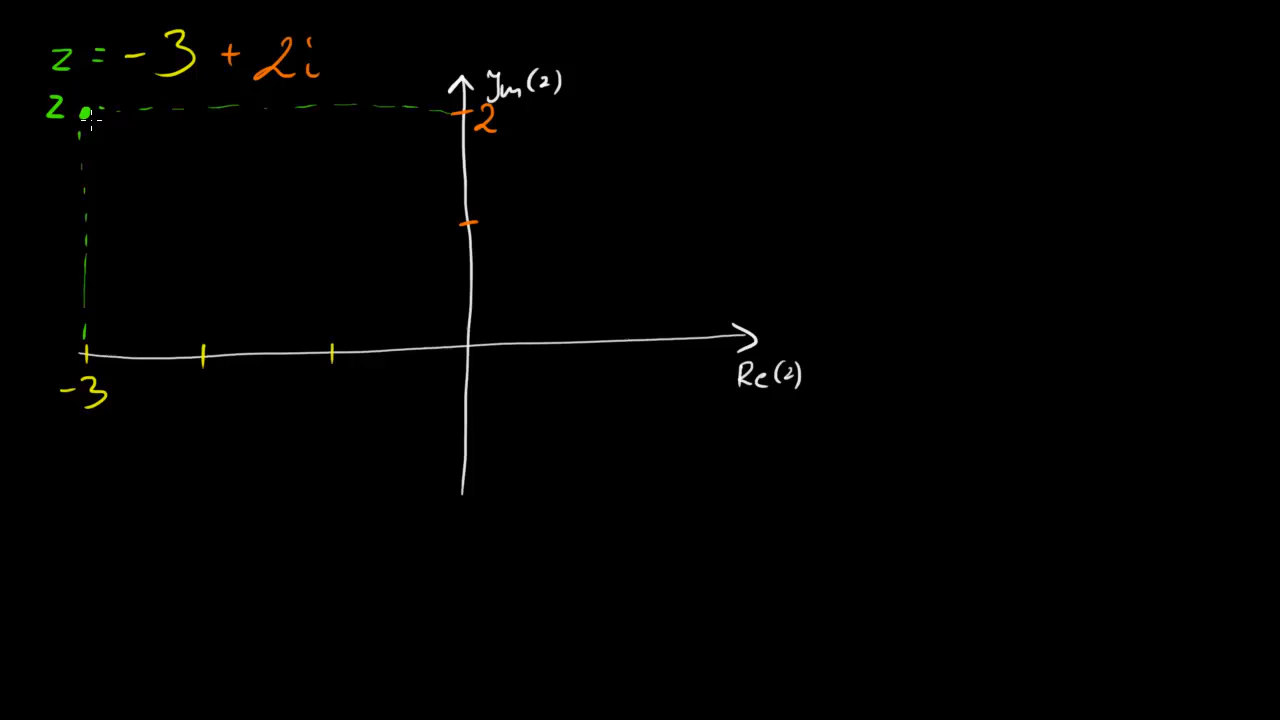 z = -3 + 2i
Im(z)
z
2
Re(z)
-3